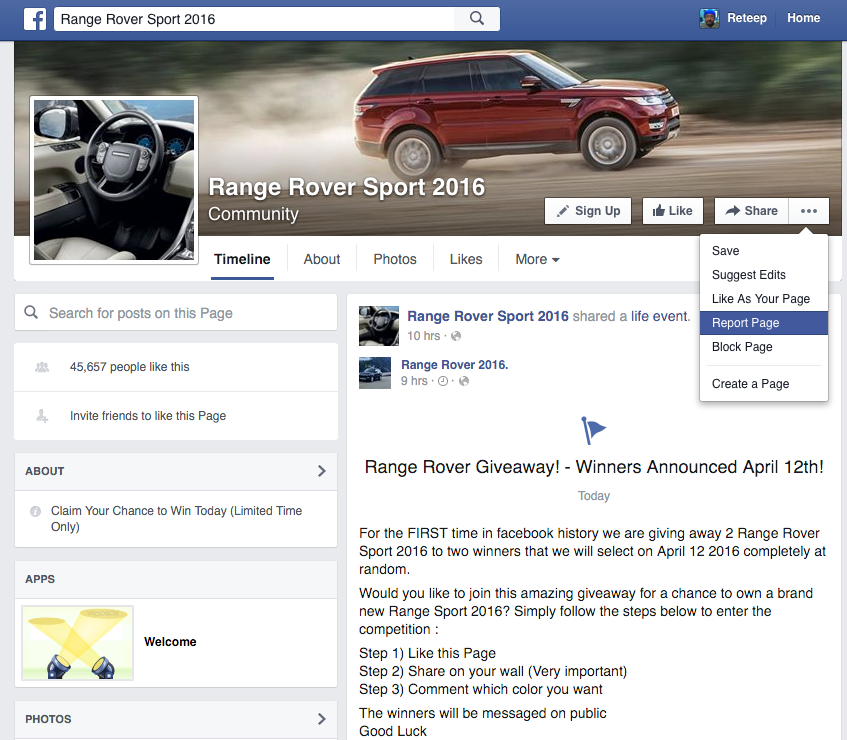 f
Range Rover Sport 2016
Reteep
Home
Range Rover Sport 2016
Community
Sign Up
Like
Share
Timeline
About
Photos
Likes
More
Save
Suggest Edits
Like As Your Page
Report Page
Block Page
Create a Page
Search for posts on this Page
45,657 people like this
Invite friends to like this Page
ABOUT
Claim Your Chance to Win Today (Limited Time
Only)
APPS
Welcome
PHOTOS
Range Rover Sport 2016 shared a life event.
10 hrs ·
Range Rover 2016.
9 hrs · ·
Range Rover Giveaway! - Winners Announced April 12th!
Today
For the FIRST time in facebook history we are giving away 2 Range Rover
Sport 2016 to two winners that we will select on April 12 2016 completely at
random.
Would you like to join this amazing giveaway for a chance to own a brand
new Range Sport 2016? Simply follow the steps below to enter the
competition :
Step 1) Like this Page
Step 2) Share on your wall (Very important)
Step 3) Comment which color you want
The winners will be messaged on public
Good Luck